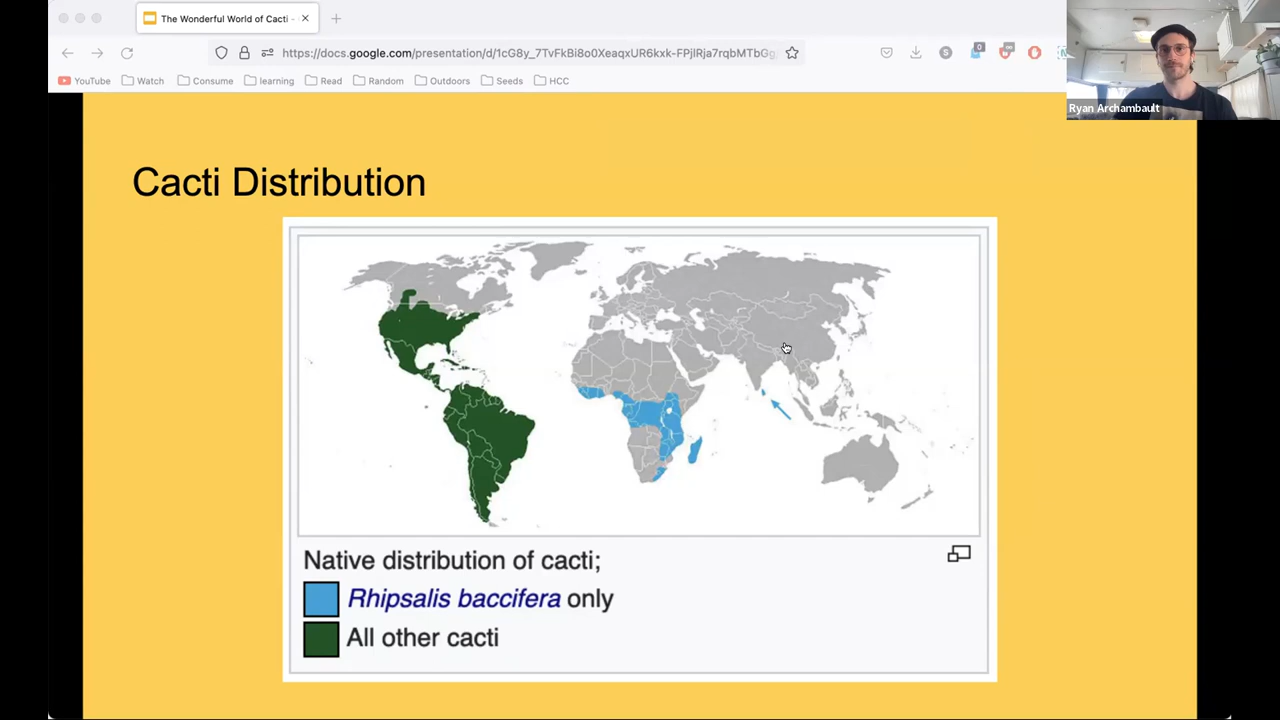 The Wonderful World of Cacti -
https://docs.google.com/presentation/d/1cG8y_7TvFkBi8o0XeaqxUR6kxk-FPjlRja7rqbMTbGg
YouTube Watch Consume learning Read Random Outdoors Seeds HCC
Ryan Archambault
Cacti Distribution
Native distribution of cacti;
Rhipsalis baccifera only
All other cacti